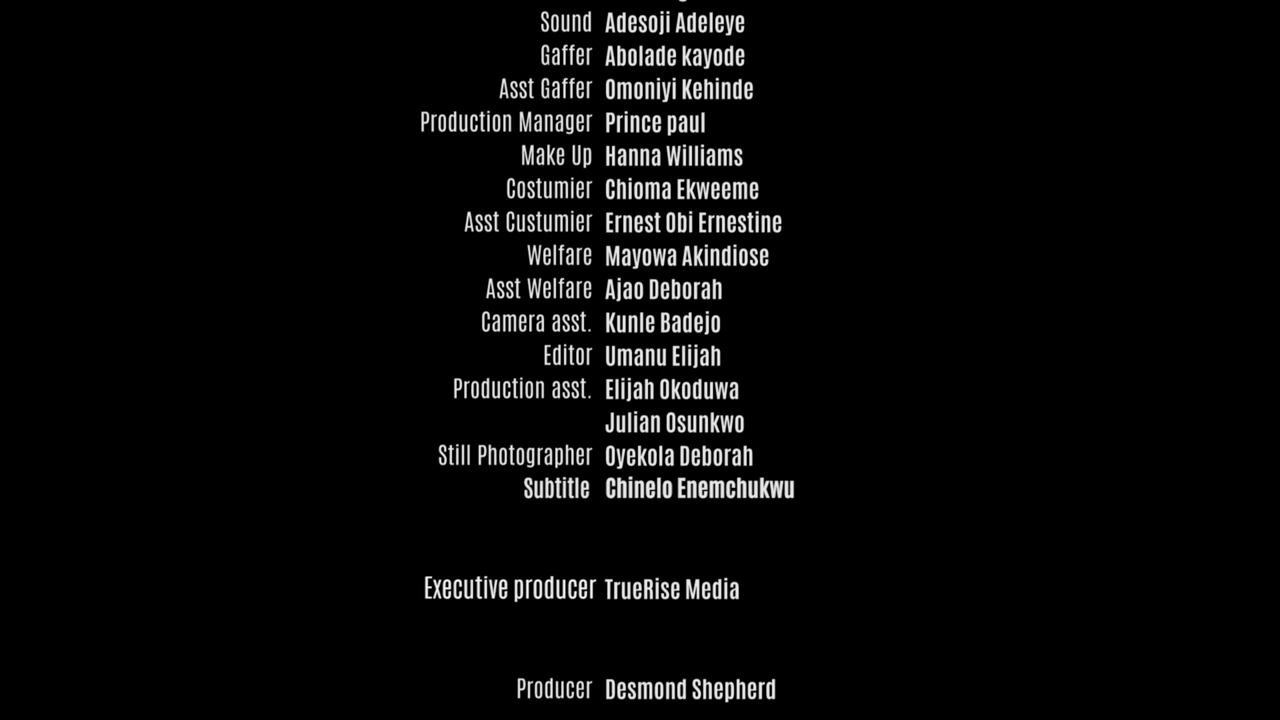 Sound Adesoji Adeleye
Gaffer Abolade kayode
Asst Gaffer Omoniyi Kehinde
Production Manager Prince paul
Make Up Hanna Williams
Costumier Chioma Ekweeme
Asst Custumier Ernest Obi Ernestine
Welfare Mayowa Akindiose
Asst Welfare Ajao Deborah
Camera asst. Kunle Badejo
Editor Umanu Elijah
Production asst. Elijah Okoduwa
Julian Osunkwo
Still Photographer Oyekola Deborah
Subtitle Chinelo Enemchukwu
Executive producer TrueRise Media
Producer Desmond Shepherd